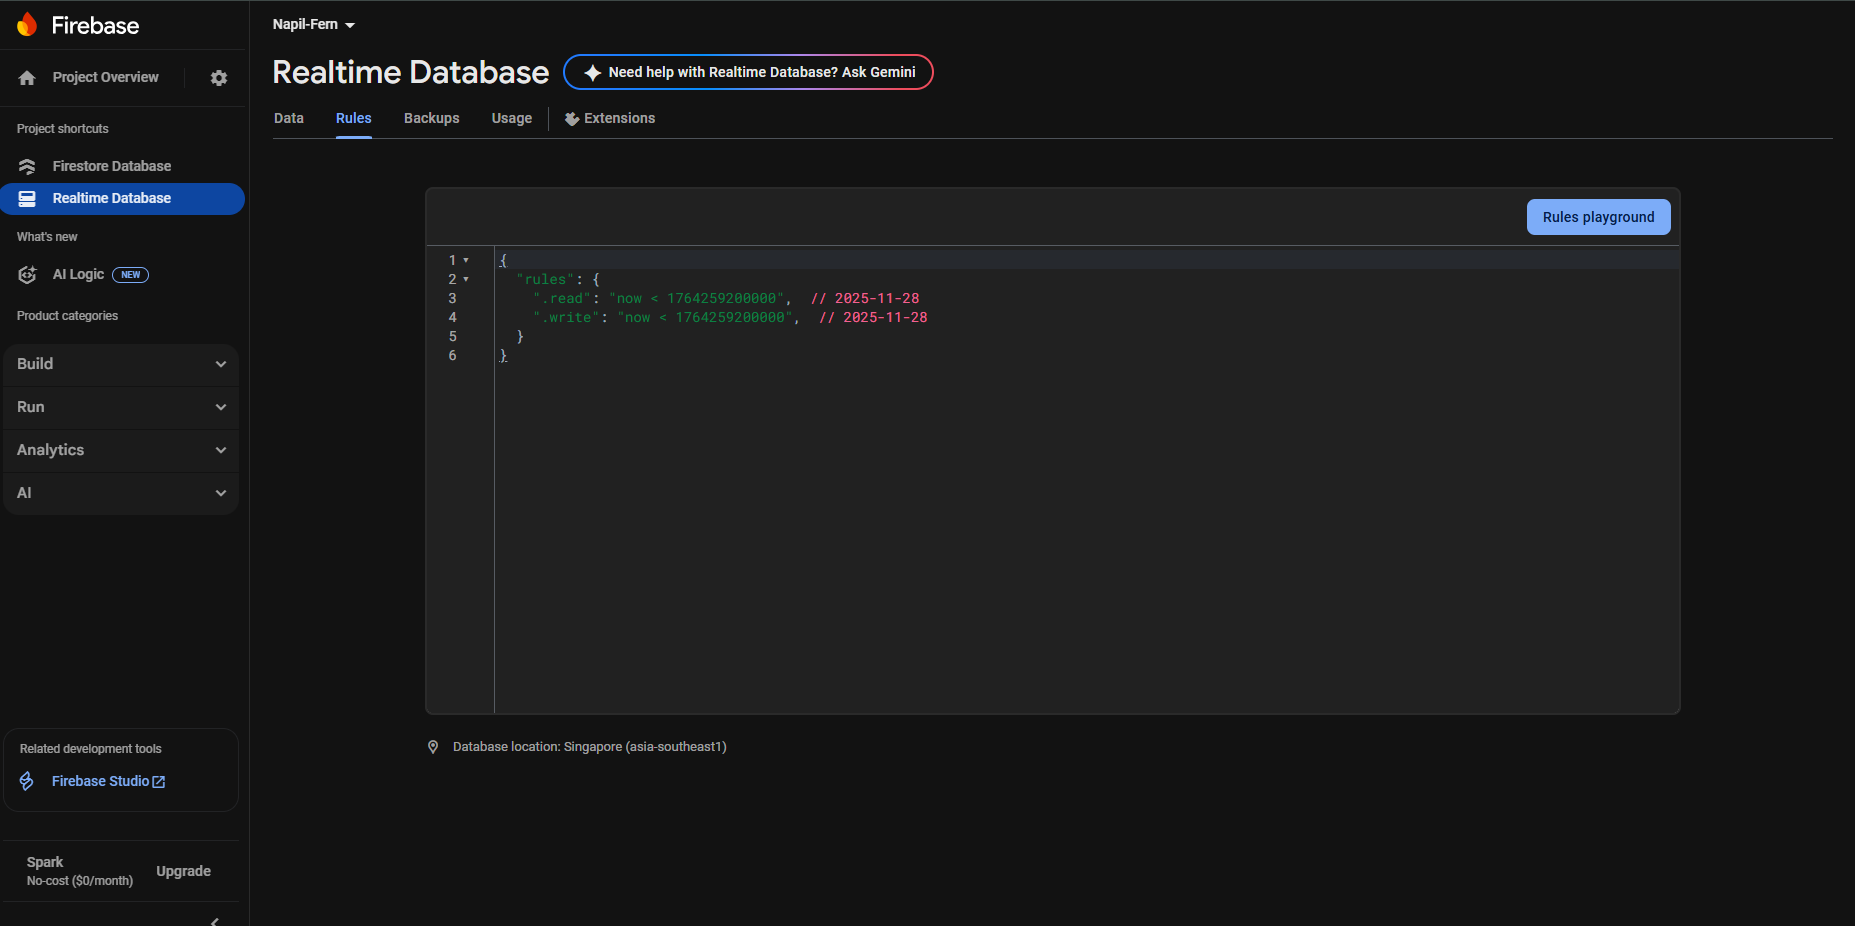 Firebase
Project Overview
Project shortcuts
Firestore Database
Realtime Database
What's new
AI Logic NEW
Product categories
Build
Run
Analytics
AI
Related development tools
Firebase Studio
Spark
No-cost ($0/month)
Upgrade
Napil-Fern
Realtime Database
Need help with Realtime Database? Ask Gemini
Data Rules Backups Usage Extensions
Rules playground
1 {
2 "rules": {
3 ".read": "now < 1764259200000", // 2025-11-28
4 ".write": "now < 1764259200000", // 2025-11-28
5 }
6 }
Database location: Singapore (asia-southeast1)